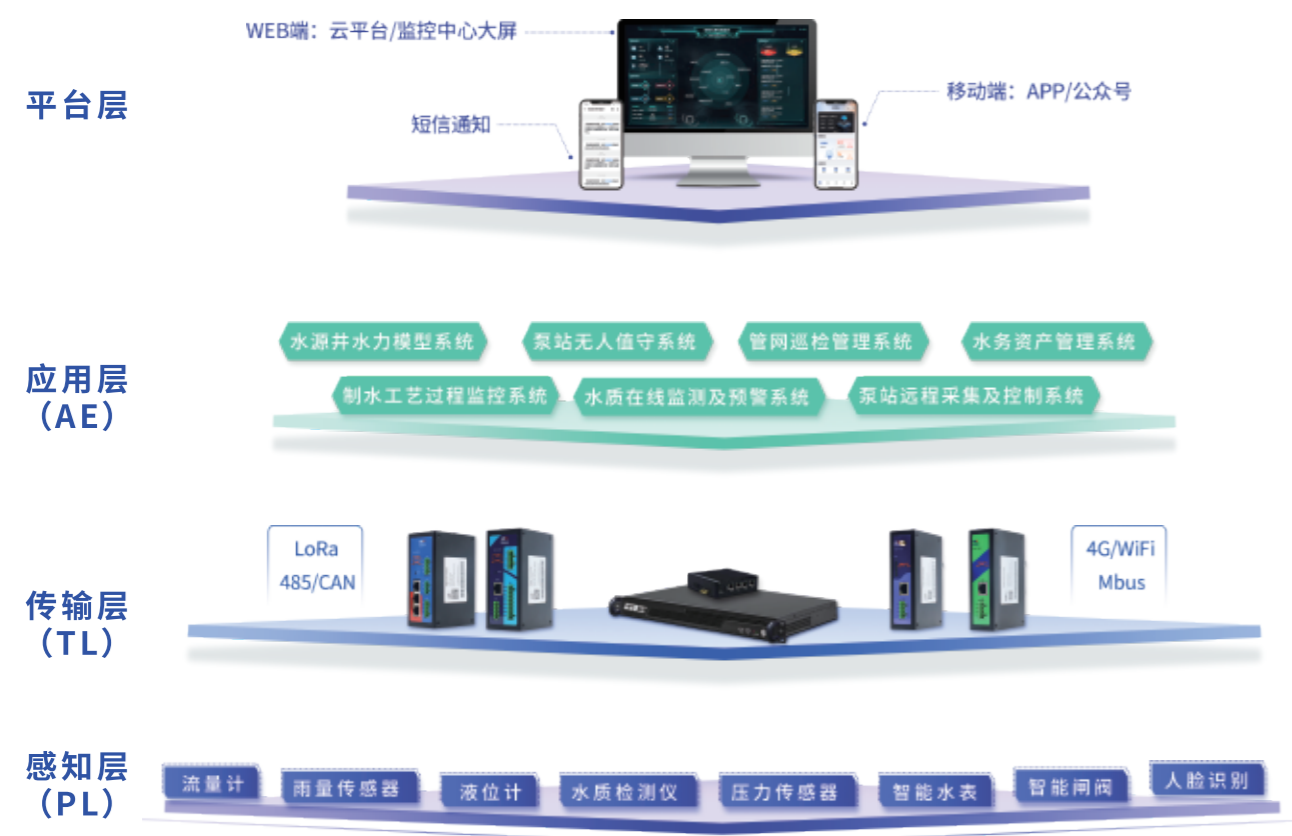 WEB端：云平台/监控中心大屏
移动端：APP/公众号
平台层
短信通知
水源井水力模型系统
泵站无人值守系统
管网巡检管理系统
水务资产管理系统
应用层
（AE）
制水工艺过程监控系统
水质在线监测及预警系统
泵站远程采集及控制系统
LoRa
485/CAN
4G/WiFi
Mbus
传输层
（TL）
感知层
（PL）
流量计
雨量传感器
液位计
水质检测仪
压力传感器
智能水表
智能闸阀
人脸识别